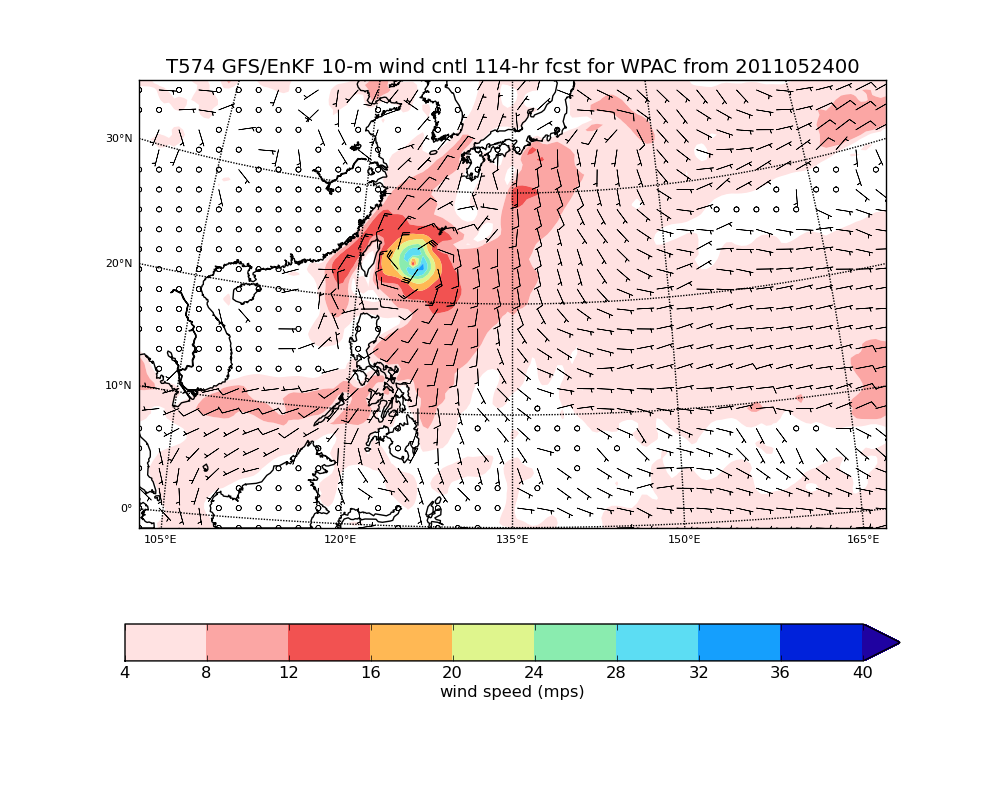 T574 GFS/EnKF 10-m wind cntl 114-hr fcst for WPAC from 2011052400
30°N
20°N
10°N
0°
105°E 120°E 135°E 150°E 165°E
4 8 12 16 20 24 28 32 36 40
wind speed (mps)